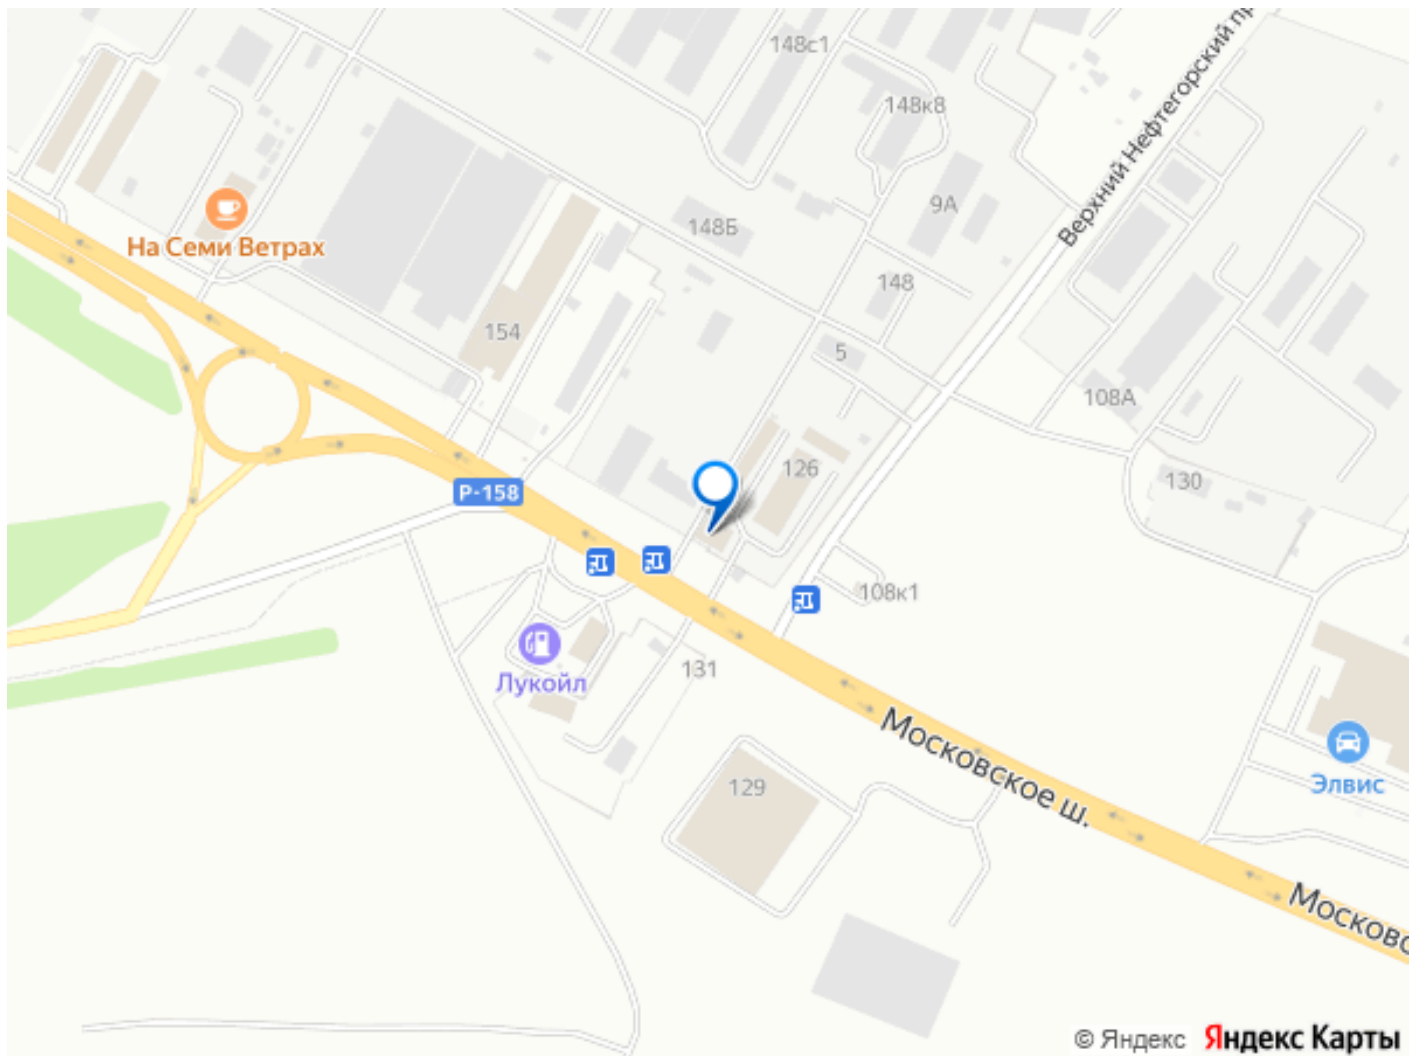 148с1
148к8
Верхний Нефтегорский пр
9А
148Б
На Семи Ветрах
148
154
5
108А
126
130
Р-158
108к1
131
Лукойл
Московское ш.
129
Элвис
Московс
© Яндекс Яндекс Карты